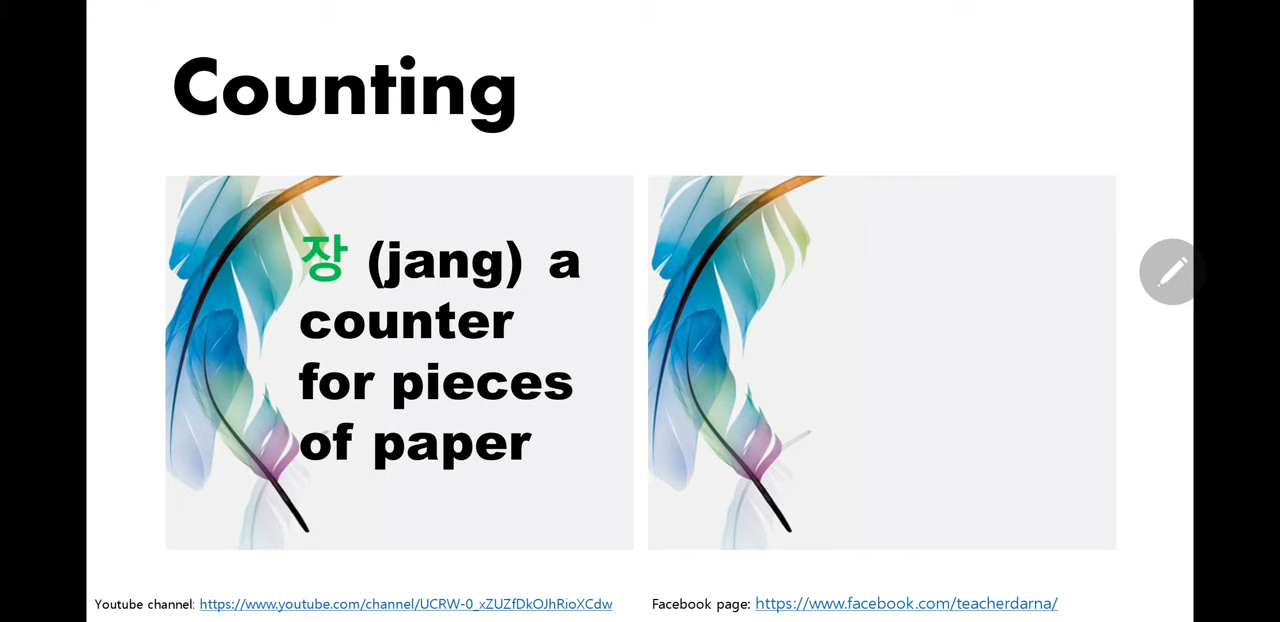 Counting
장 (jang) a
counter
for pieces
of paper
Youtube channel: https://www.youtube.com/channel/UCRW-0_xZUZfDkOJhRioXCdw
Facebook page: https://www.facebook.com/teacherdarna/